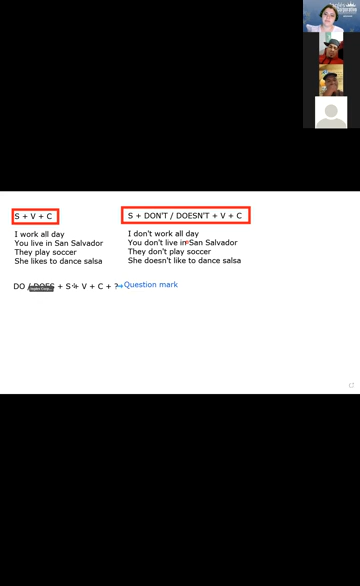 S + V + C
I work all day
You live in San Salvador
They play soccer
She likes to dance salsa
S + DON'T / DOESN'T + V + C
I don't work all day
You don't live in San Salvador
They don't play soccer
She doesn't like to dance salsa
DO / DOES + S + V + C + ? → Question mark